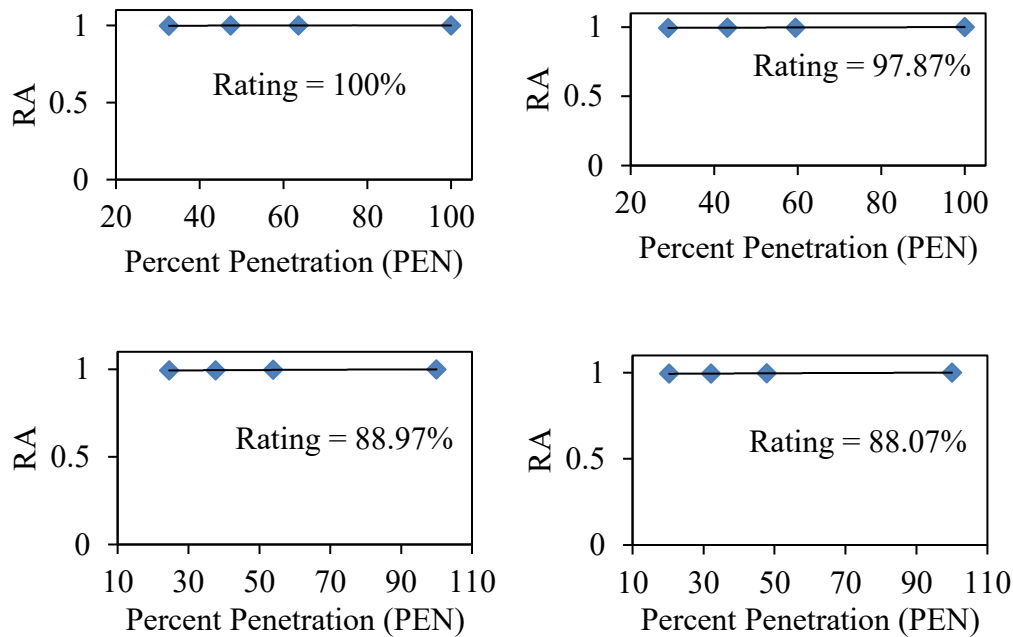 1
0.5
0
RA
Rating = 100%
20 40 60 80 100
Percent Penetration (PEN)
1
0.5
0
RA
Rating = 97.87%
20 40 60 80 100
Percent Penetration (PEN)
1
0.5
0
RA
Rating = 88.97%
10 30 50 70 90 110
Percent Penetration (PEN)
1
0.5
0
RA
Rating = 88.07%
10 30 50 70 90 110
Percent Penetration (PEN)